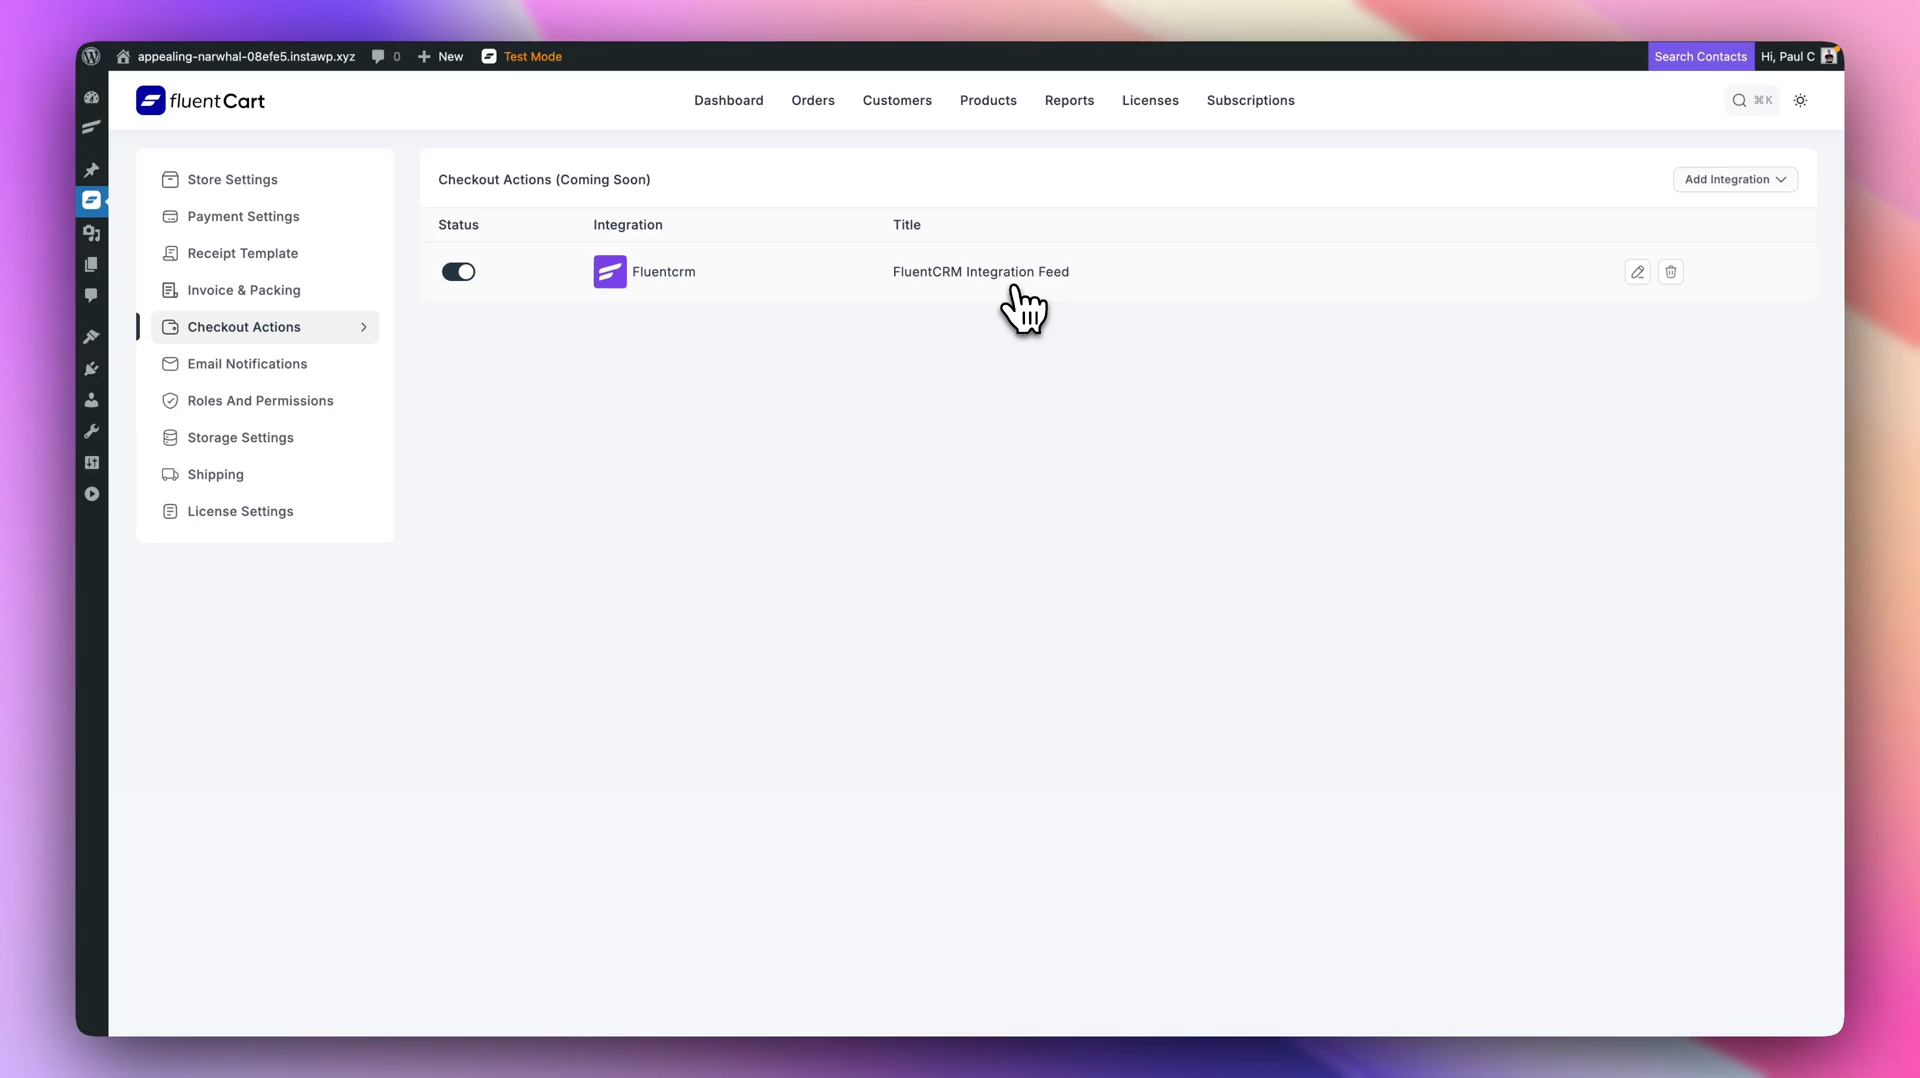 appealing-narwhal-08efe5.instawp.xyz 0 New Test Mode Search Contacts Hi, Paul C
fluentCart Dashboard Orders Customers Products Reports Licenses Subscriptions ⌘K
Store Settings
Payment Settings
Receipt Template
Invoice & Packing
Checkout Actions
Email Notifications
Roles And Permissions
Storage Settings
Shipping
License Settings
Checkout Actions (Coming Soon) Add Integration
Status Integration Title
Fluentcrm FluentCRM Integration Feed